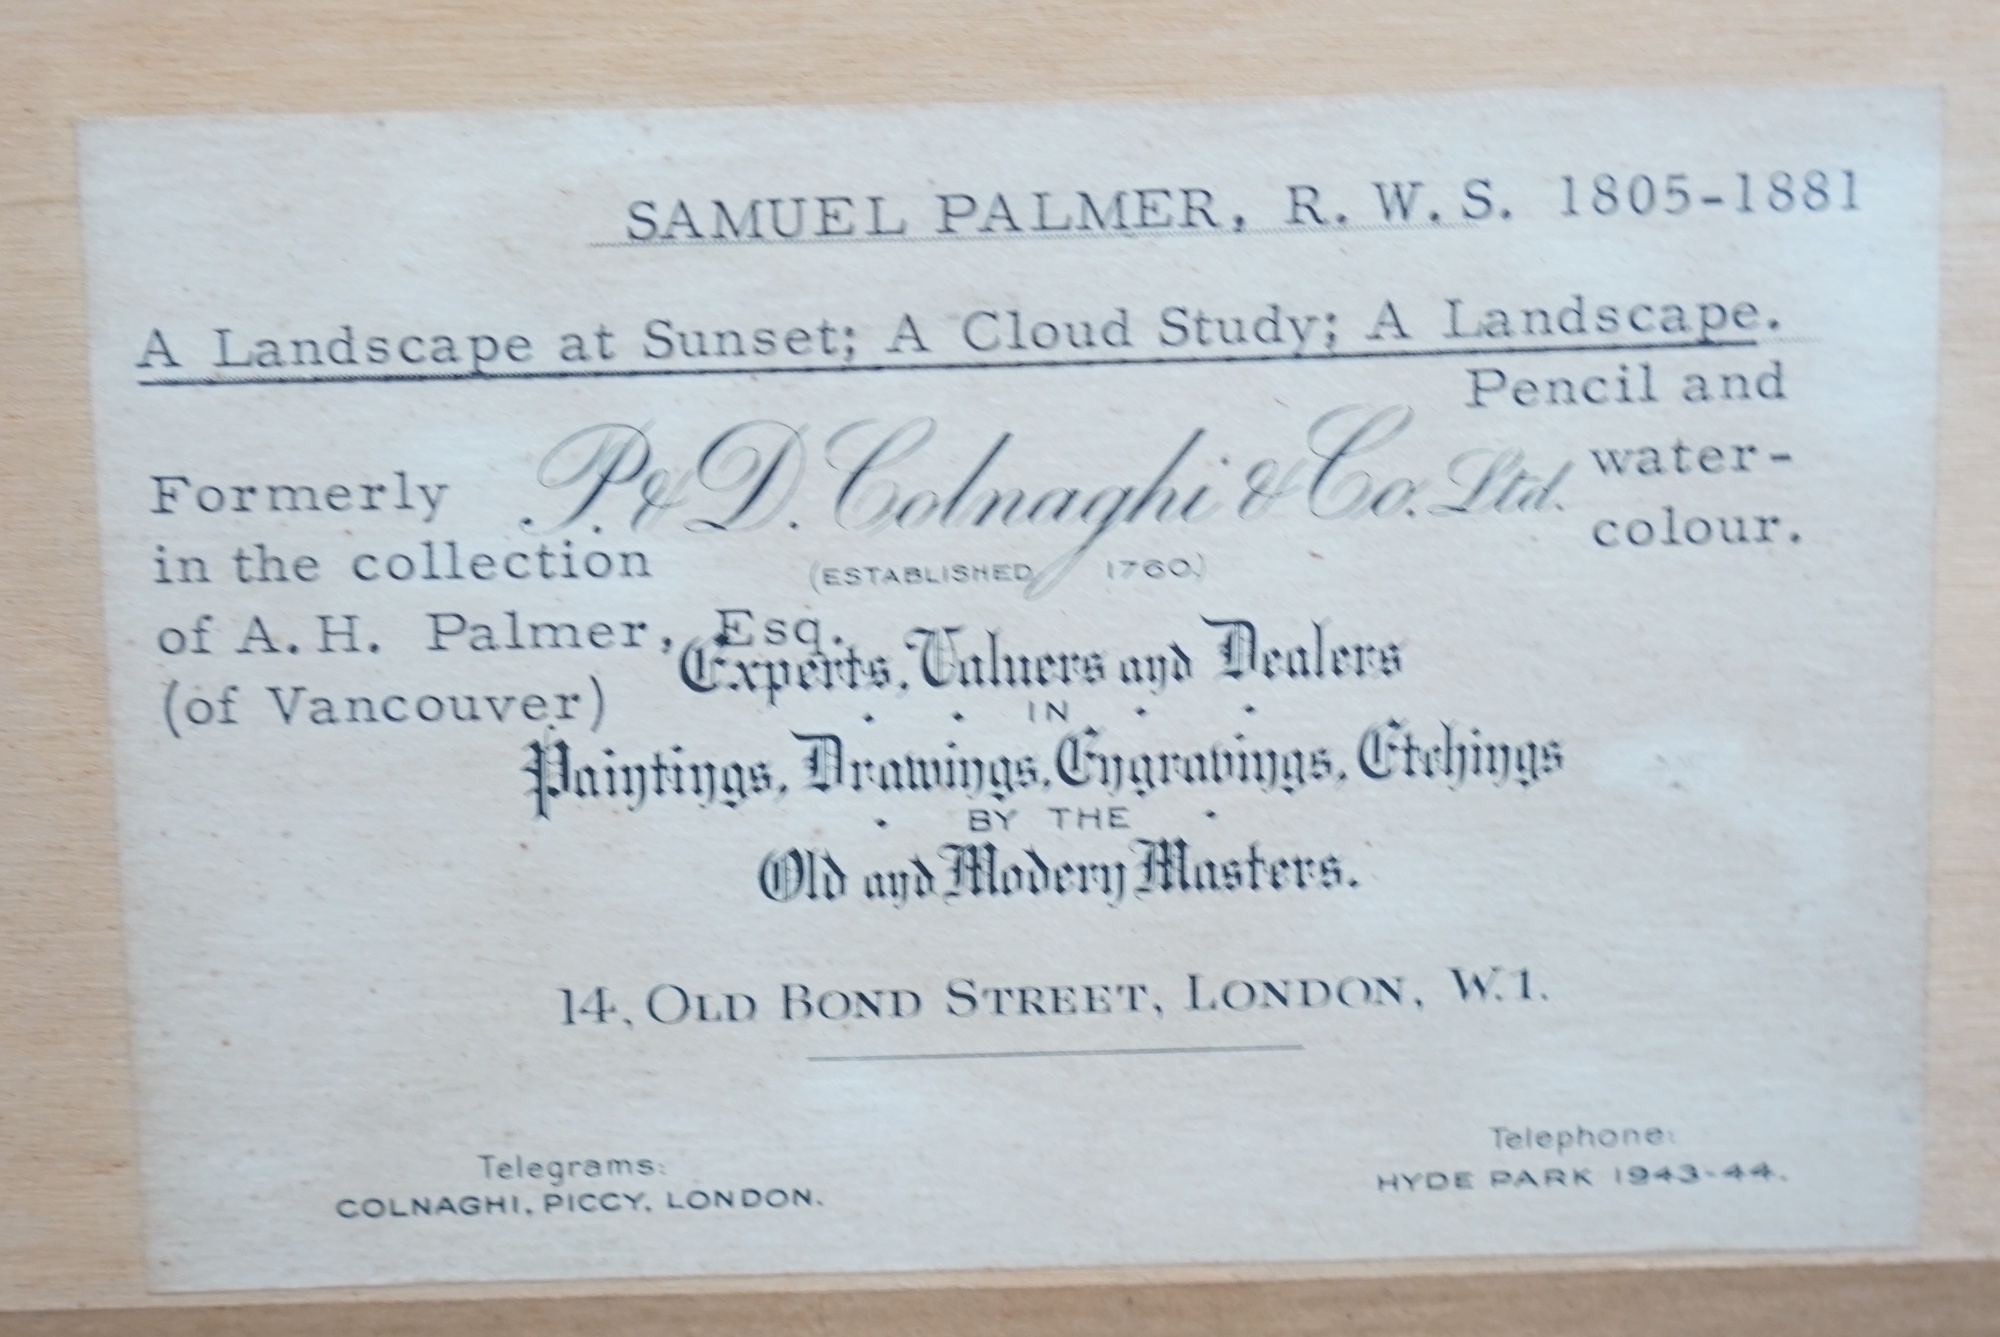 SAMUEL PALMER, R. W. S. 1805-1881
A Landscape at Sunset; A Cloud Study; A Landscape.
Pencil and
water-
colour.
P. & D. Colnaghi & Co. Ltd.
(ESTABLISHED 1760.)
Formerly
in the collection
of A. H. Palmer, Esq.
(of Vancouver)
Experts, Valuers and Dealers
IN
Paintings, Drawings, Engravings, Etchings
BY THE
Old and Modern Masters.
14, OLD BOND STREET, LONDON, W.1.
Telegrams:
COLNAGHI, PICCY, LONDON.
Telephone:
HYDE PARK 1943-44.